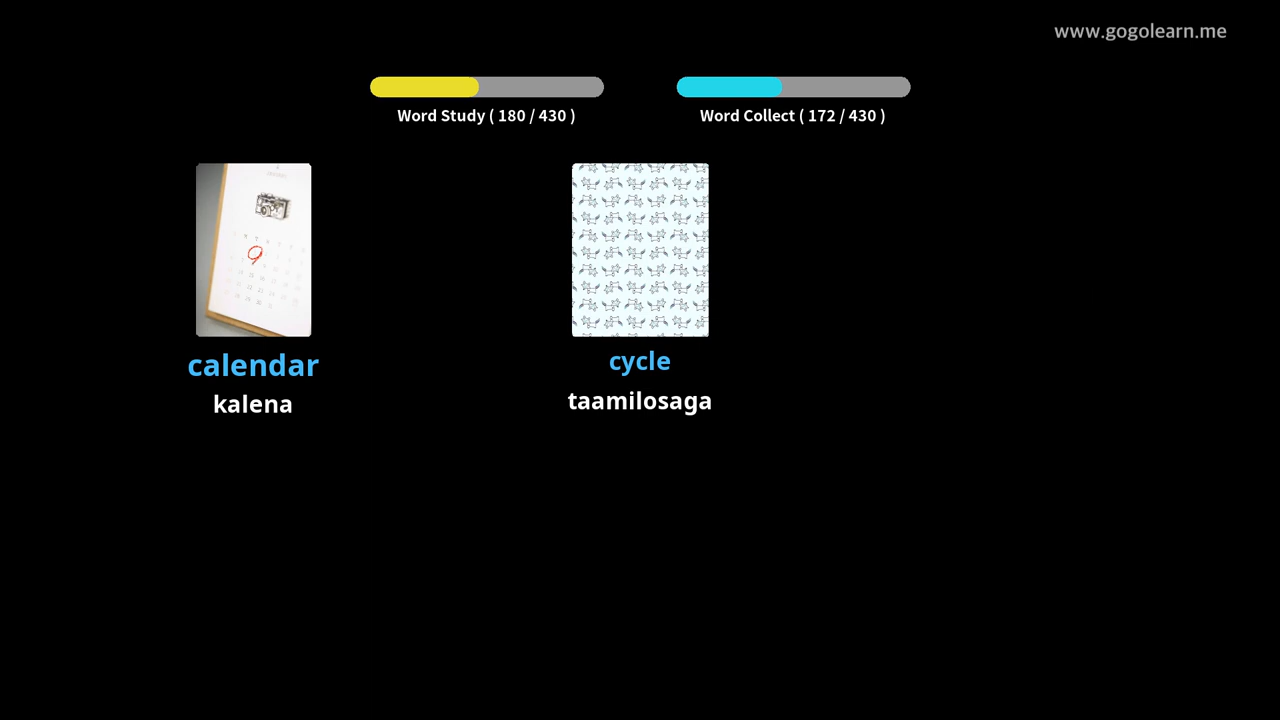 www.gogolearn.me
Word Study ( 180 / 430 )
Word Collect ( 172 / 430 )
calendar
kalena
cycle
taamilosaga